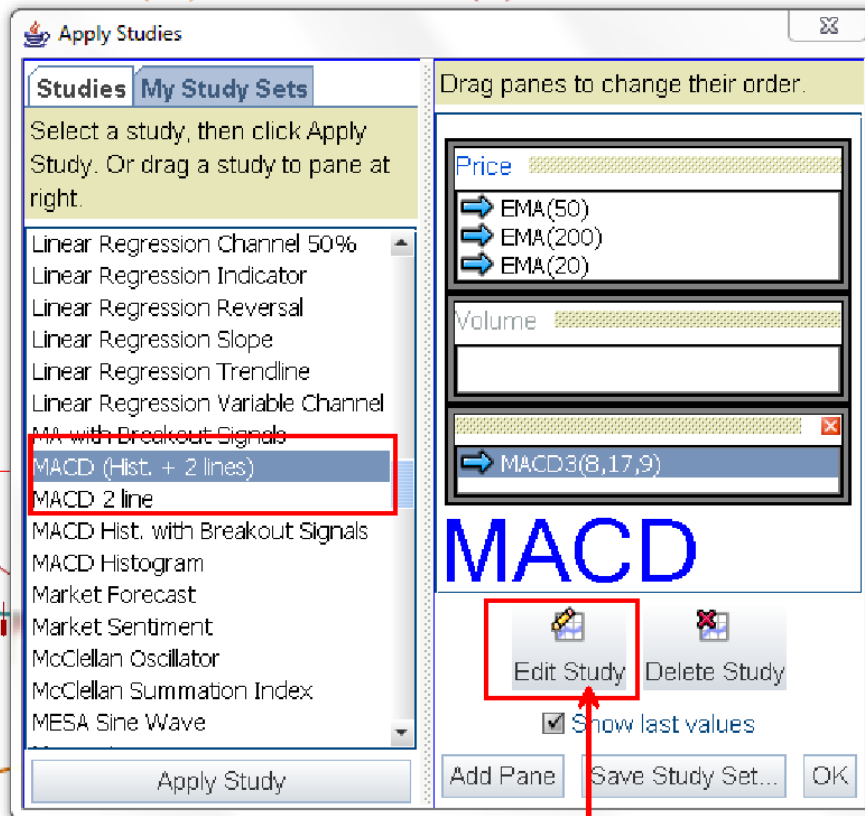 Apply Studies
Studies
My Study Sets
Select a study, then click Apply
Study. Or drag a study to pane at
right.
Linear Regression Channel 50%
Linear Regression Indicator
Linear Regression Reversal
Linear Regression Slope
Linear Regression Trendline
Linear Regression Variable Channel
MA with Breakout Signals
MACD (Hist. + 2 lines)
MACD 2 line
MACD Hist. with Breakout Signals
MACD Histogram
Market Forecast
Market Sentiment
McClellan Oscillator
McClellan Summation Index
MESA Sine Wave
Apply Study
Drag panes to change their order.
Price
EMA(50)
EMA(200)
EMA(20)
Volume
MACD3(8,17,9)
MACD
Edit Study
Delete Study
Show last values
Add Pane
Save Study Set...
OK